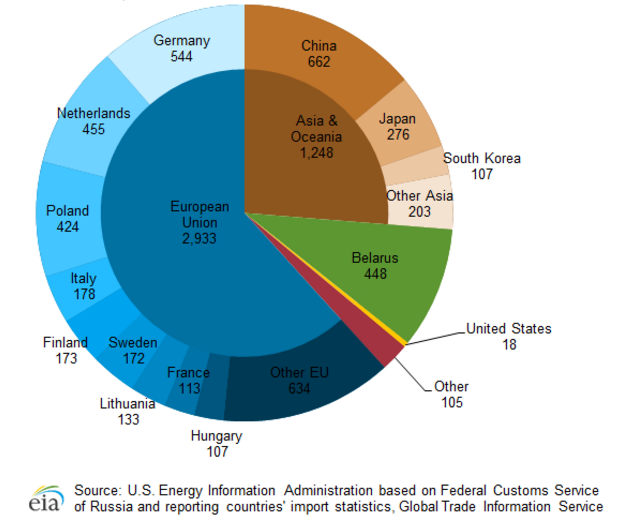 Germany
544
China
662
Netherlands
455
Asia &
Oceania
1,248
Japan
276
South Korea
107
Other Asia
203
Poland
424
European
Union
2,933
Belarus
448
Italy
178
United States
18
Finland
173
Sweden
172
France
113
Other EU
634
Other
105
Lithuania
133
Hungary
107
eia
Source: U.S. Energy Information Administration based on Federal Customs Service
of Russia and reporting countries' import statistics, Global Trade Information Service